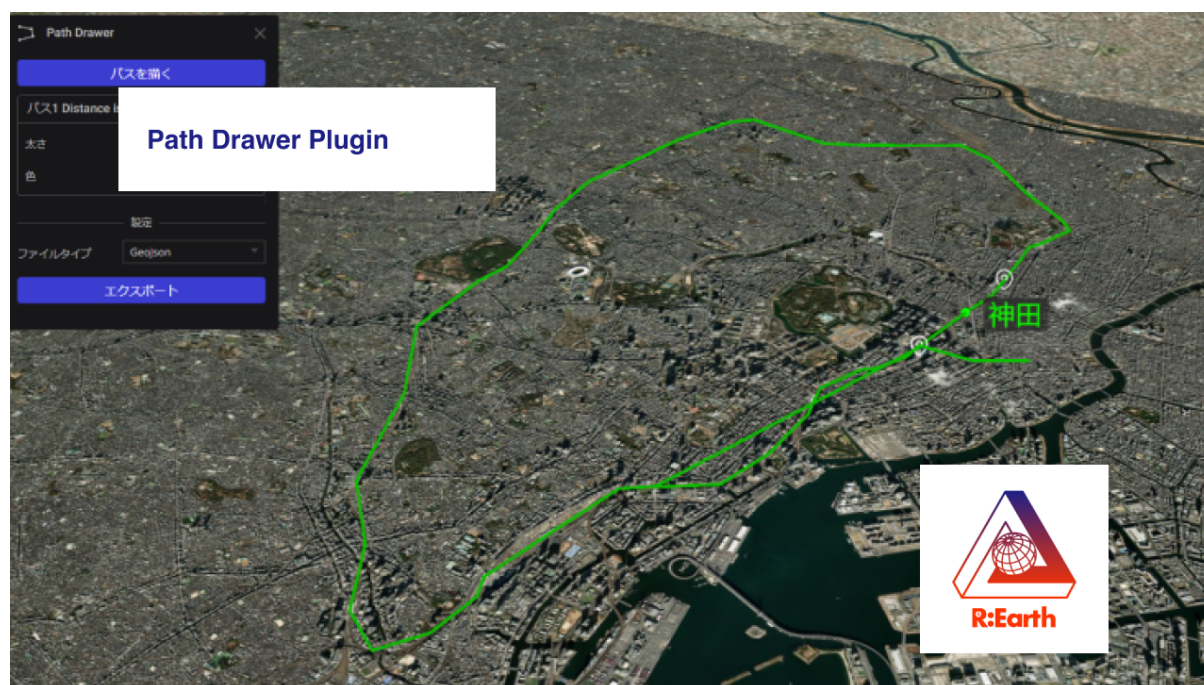 Path Drawer
パスを描く
パス1 Distance is
太さ
色
Path Drawer Plugin
設定
ファイルタイプ
Geojson
エクスポート
神田
R:Earth